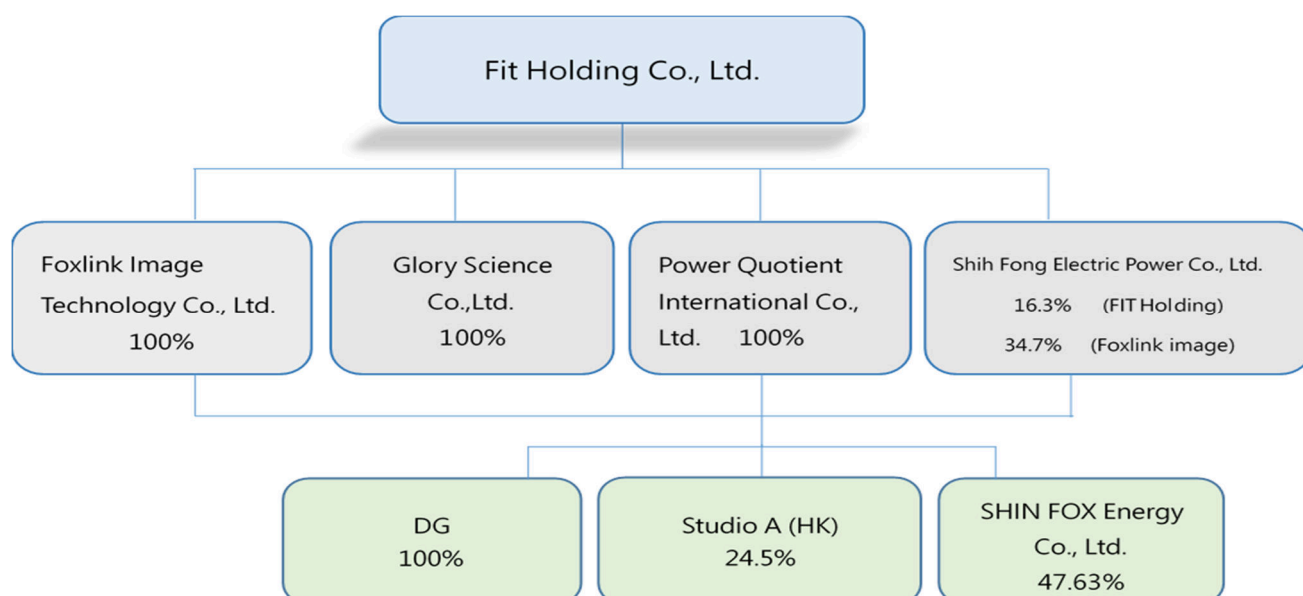 Fit Holding Co., Ltd.
Foxlink Image
Technology Co., Ltd.
100%
Glory Science
Co.,Ltd.
100%
Power Quotient
International Co.,
Ltd. 100%
Shih Fong Electric Power Co., Ltd.
16.3% (FIT Holding)
34.7% (Foxlink image)
DG
100%
Studio A (HK)
24.5%
SHIN FOX Energy
Co., Ltd.
47.63%